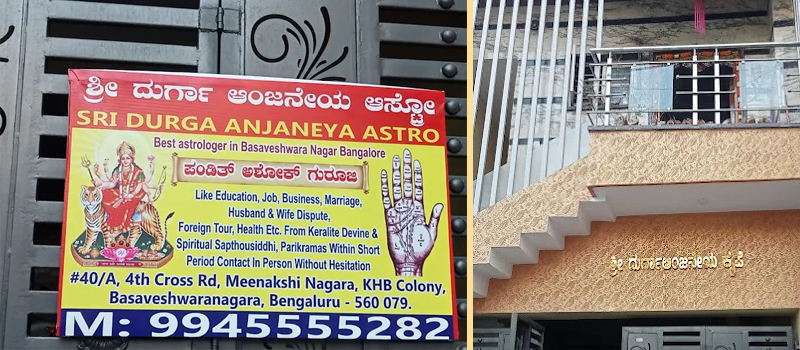 ಶ್ರೀ ದುರ್ಗಾ ಆಂಜನೇಯ ಆಸ್ಟ್ರೋ
SRI DURGA ANJANEYA ASTRO
Best astrologer in Basaveshwara Nagar Bangalore
ಪಂಡಿತ್ ಅಶೋಕ್ ಗುರೂಜಿ
Like Education, Job, Business, Marriage,
Husband & Wife Dispute,
Foreign Tour, Health Etc. From Keralite Devine &
Spiritual Sapthousiddhi, Parikramas Within Short
Period Contact In Person Without Hesitation
#40/A, 4th Cross Rd, Meenakshi Nagara, KHB Colony,
Basaveshwaranagara, Bengaluru - 560 079.
M: 9945555282
ಶ್ರೀ ದುರ್ಗಾಆಂಜನೀಯ ಕೃಪೆ